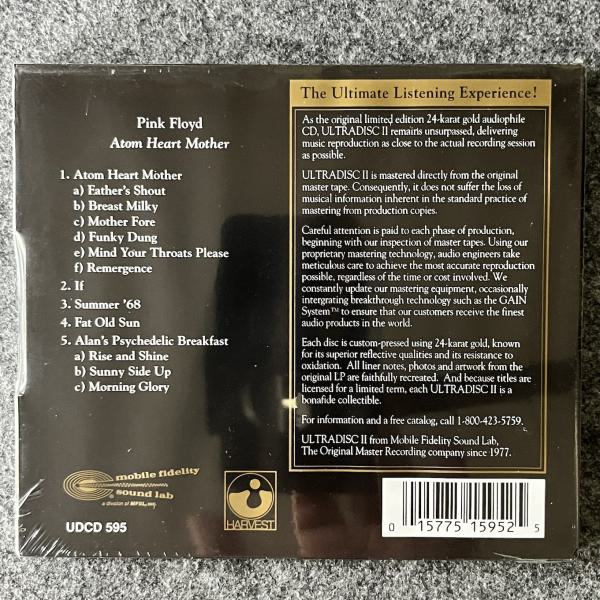 Pink Floyd
Atom Heart Mother
1. Atom Heart Mother
a) Father's Shout
b) Breast Milky
c) Mother Fore
d) Funky Dung
e) Mind Your Throats Please
f) Remergence
2. If
3. Summer '68
4. Fat Old Sun
5. Alan's Psychedelic Breakfast
a) Rise and Shine
b) Sunny Side Up
c) Morning Glory
mobile fidelity
sound lab
a division of MFSL, inc.
UDCD 595
HARVEST
The Ultimate Listening Experience!
As the original limited edition 24-karat gold audiophile
CD, ULTRADISC II remains unsurpassed, delivering
music reproduction as close to the actual recording session
as possible.
ULTRADISC II is mastered directly from the original
master tape. Consequently, it does not suffer the loss of
musical information inherent in the standard practice of
mastering from production copies.
Careful attention is paid to each phase of production,
beginning with our inspection of master tapes. Using our
proprietary mastering technology, audio engineers take
meticulous care to achieve the most accurate reproduction
possible, regardless of the time or cost involved. We
constantly update our mastering equipment, occasionally
intergrating breakthrough technology such as the GAIN
System™ to ensure that our customers receive the finest
audio products in the world.
Each disc is custom-pressed using 24-karat gold, known
for its superior reflective qualities and its resistance to
oxidation. All liner notes, photos and artwork from the
original LP are faithfully recreated. And because titles are
licensed for a limited term, each ULTRADISC II is a
bonafide collectible.
For information and a free catalog, call 1-800-423-5759.
ULTRADISC II from Mobile Fidelity Sound Lab,
The Original Master Recording company since 1977.
0 15775 15952 5